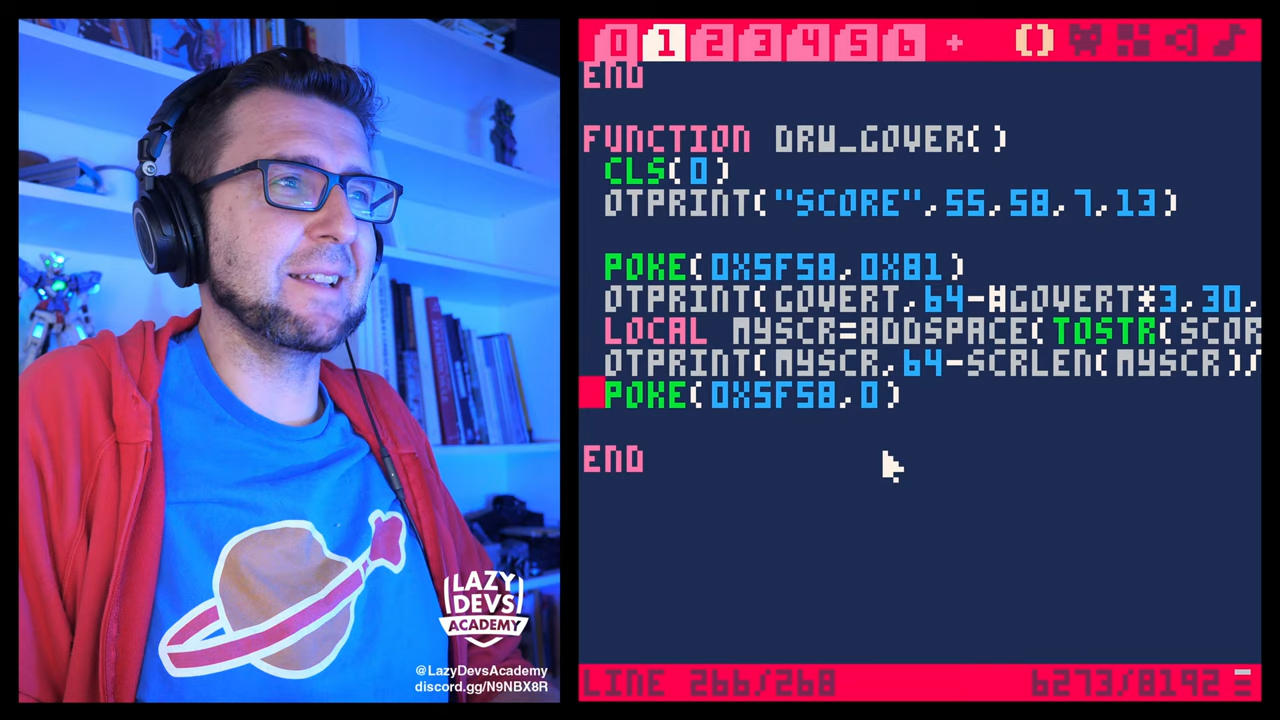 LAZY
DEVS
ACADEMY
@LazyDevsAcademy
discord.gg/N9NBX8R
0 1 2 3 4 5 6 + ()
END
FUNCTION DRW_GOVER()
CLS(0)
OTPRINT("SCORE",55,58,7,13)
POKE(0X5F58,0X81)
OTPRINT(GOVERT,64-#GOVERT*3,30,
LOCAL MYSCR=ADDSPACE(TOSTR(SCOR
OTPRINT(MYSCR,64-SCRLEN(MYSCR)/
POKE(0X5F58,0)
END
LINE 266/268 6273/8192